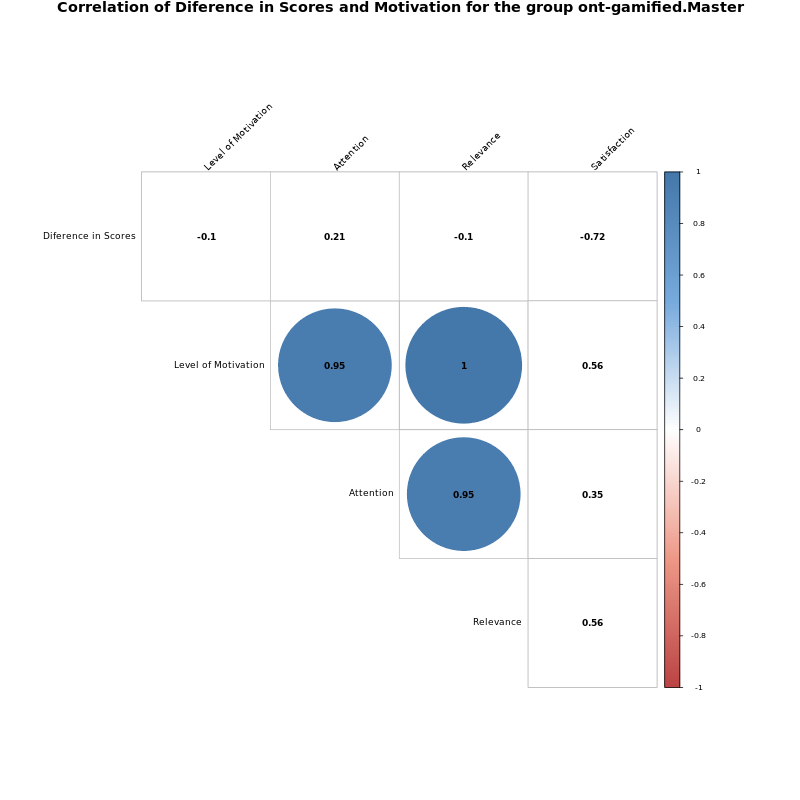 Correlation of Diference in Scores and Motivation for the group ont-gamified.Master
Level of Motivation
Attention
Relevance
Satisfaction
Diference in Scores
-0.1
0.21
-0.1
-0.72
Level of Motivation
0.95
1
0.56
Attention
0.95
0.35
Relevance
0.56
1
0.8
0.6
0.4
0.2
0
-0.2
-0.4
-0.6
-0.8
-1